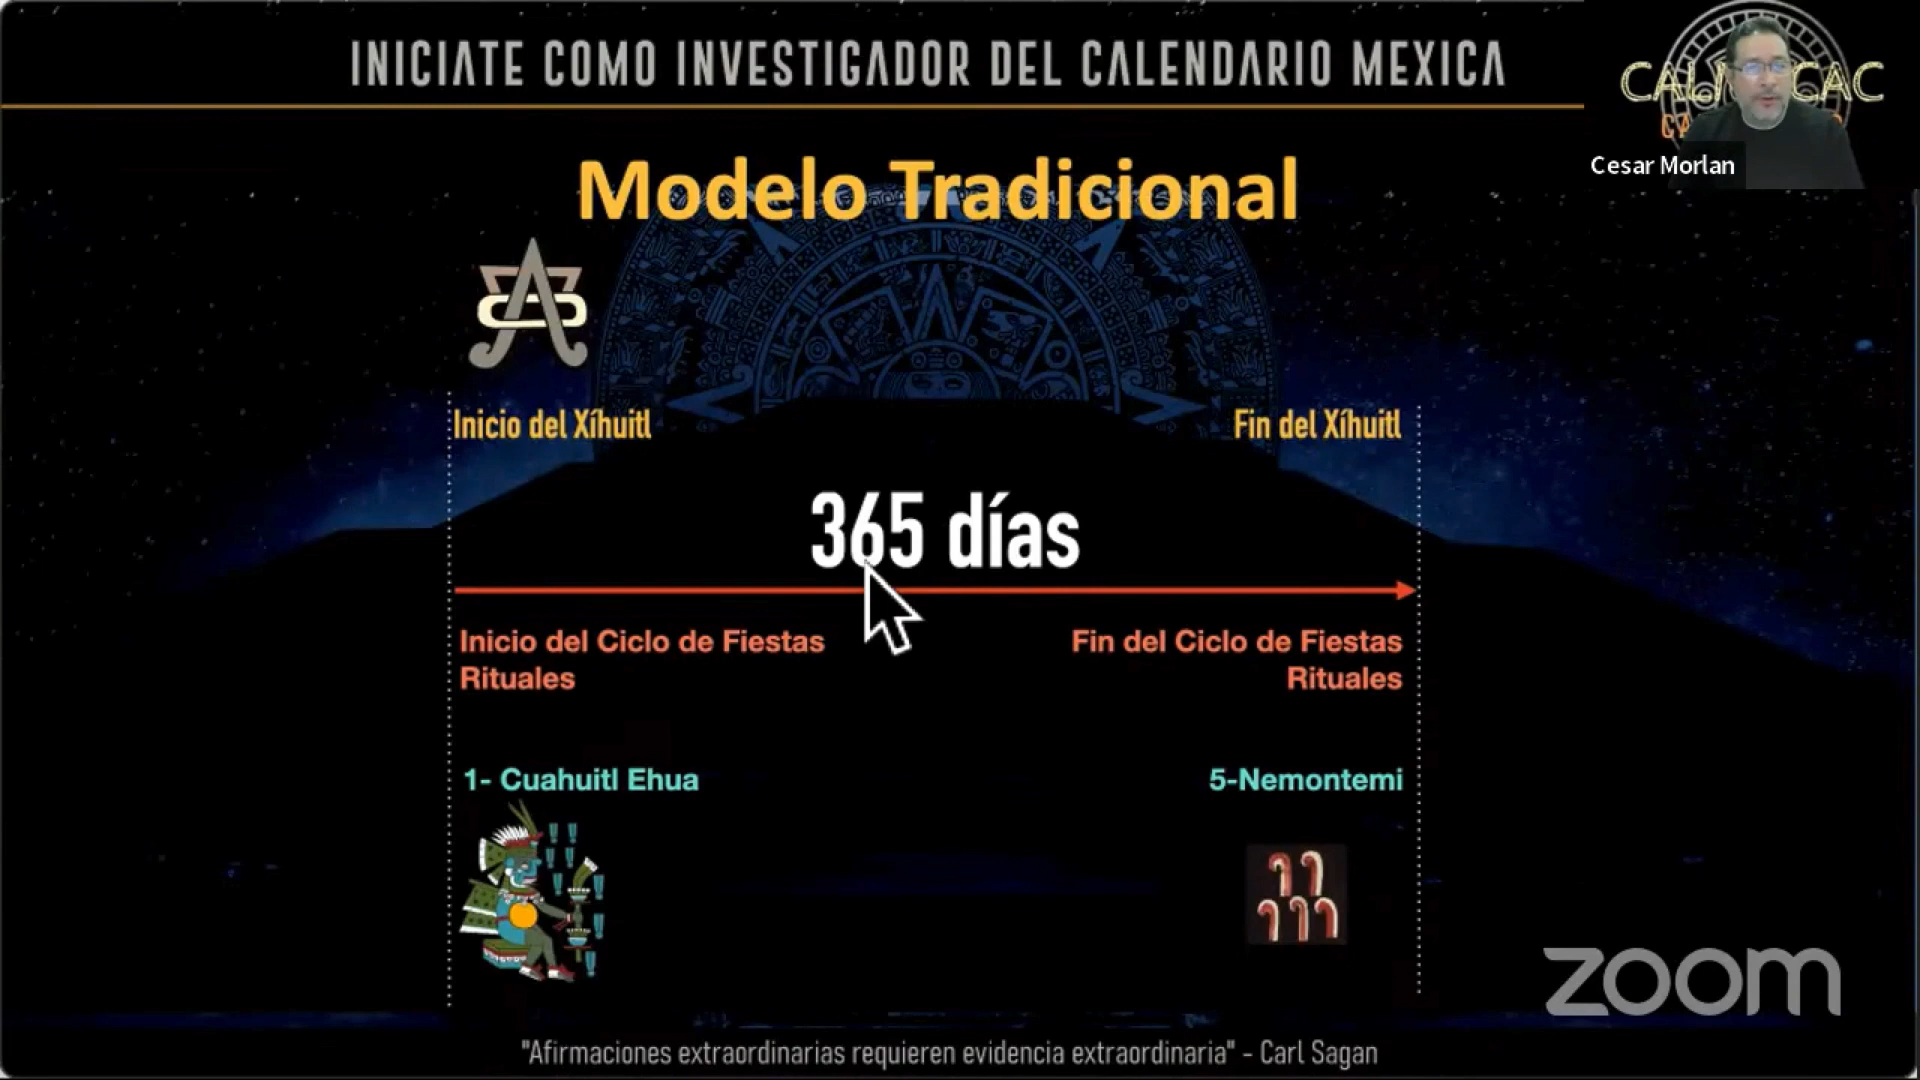 INICIATE COMO INVESTIGADOR DEL CALENDARIO MEXICA
Cesar Morlan
Modelo Tradicional
Inicio del Xíhuitl
Fin del Xíhuitl
365 días
Inicio del Ciclo de Fiestas
Rituales
Fin del Ciclo de Fiestas
Rituales
1- Cuahuitl Ehua
5-Nemontemi
zoom
"Afirmaciones extraordinarias requieren evidencia extraordinaria" - Carl Sagan